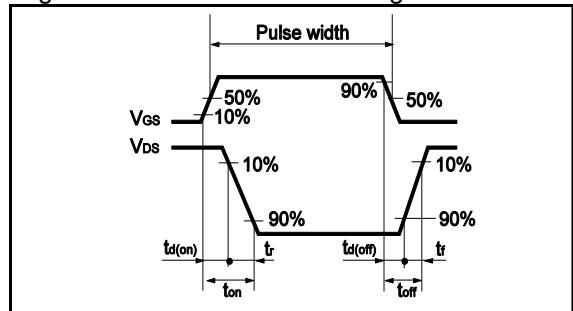 Pulse width
90%
50%
50%
10%
VGS
VDS
10%
10%
90%
90%
td(on)
tr
td(off)
tf
ton
toff